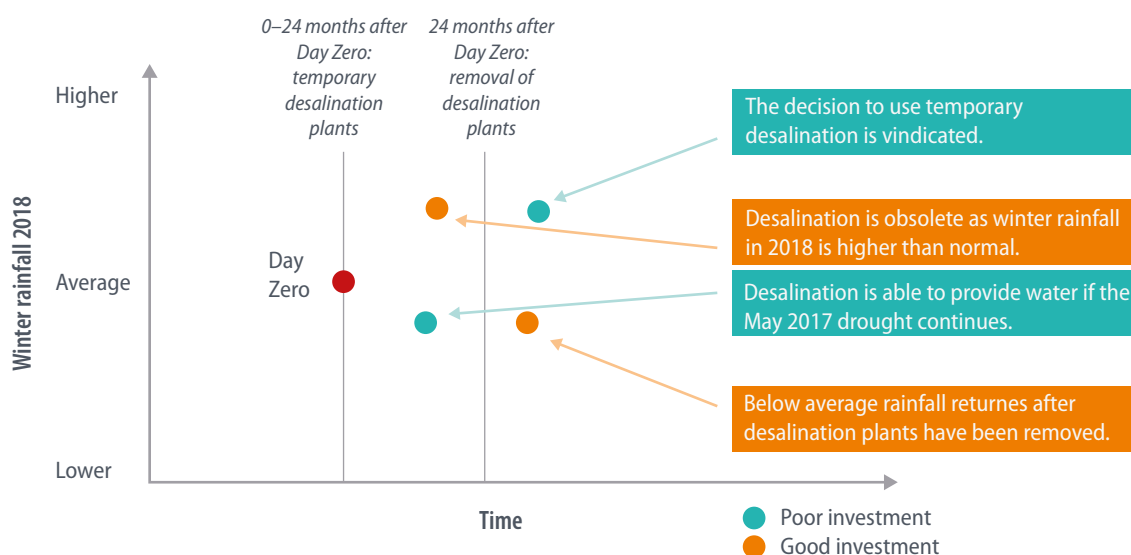 0–24 months after
Day Zero:
temporary
desalination
plants
24 months after
Day Zero:
removal of
desalination
plants
Higher
Average
Lower
Winter rainfall 2018
Day
Zero
The decision to use temporary
desalination is vindicated.
Desalination is obsolete as winter rainfall
in 2018 is higher than normal.
Desalination is able to provide water if the
May 2017 drought continues.
Below average rainfall returnes after
desalination plants have been removed.
Time
Poor investment
Good investment